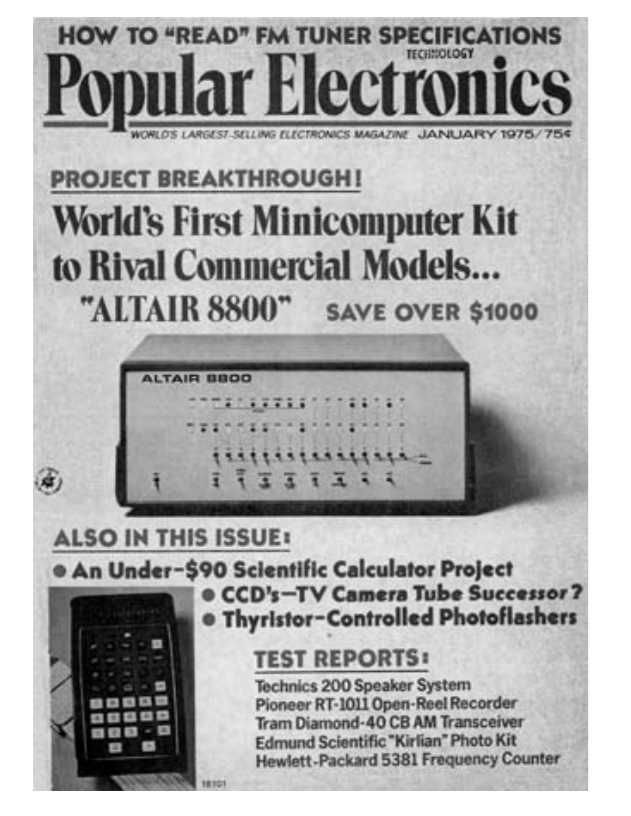 HOW TO "READ" FM TUNER SPECIFICATIONS
TECHNOLOGY
Popular Electronics
WORLD'S LARGEST-SELLING ELECTRONICS MAGAZINE JANUARY 1975/75¢
PROJECT BREAKTHROUGH!
World's First Minicomputer Kit
to Rival Commercial Models...
"ALTAIR 8800" SAVE OVER $1000
ALTAIR 8800
ALSO IN THIS ISSUE:
● An Under-$90 Scientific Calculator Project
● CCD's—TV Camera Tube Successor?
● Thyristor-Controlled Photoflashers
TEST REPORTS:
Technics 200 Speaker System
Pioneer RT-1011 Open-Reel Recorder
Tram Diamond-40 CB AM Transceiver
Edmund Scientific "Kirlian" Photo Kit
Hewlett-Packard 5381 Frequency Counter
18101